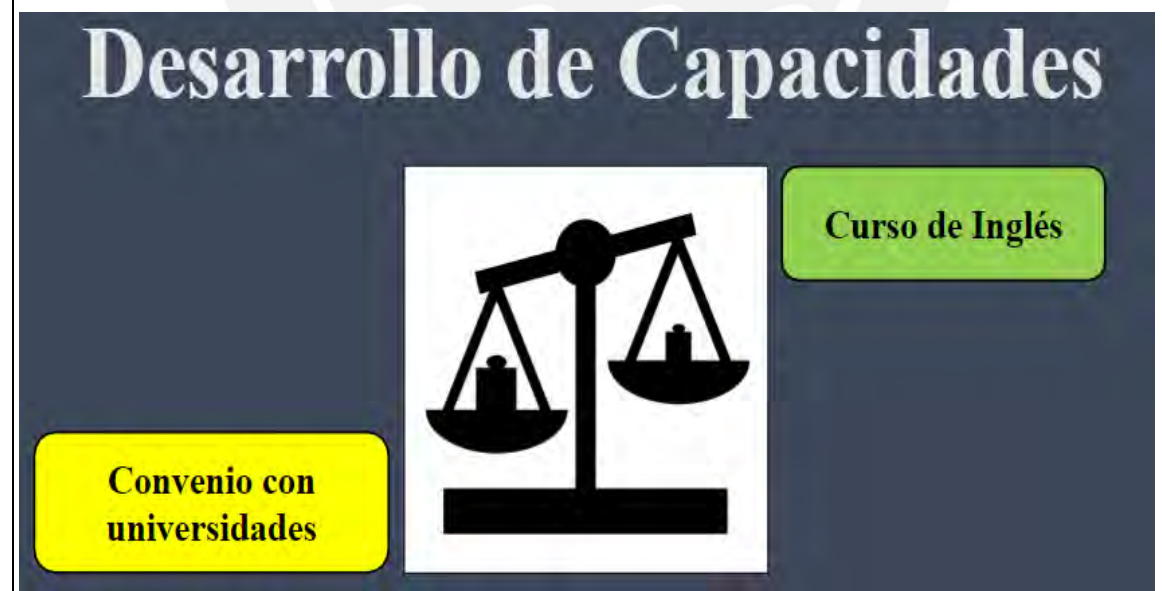 Desarrollo de Capacidades
Curso de Inglés
Convenio con
universidades